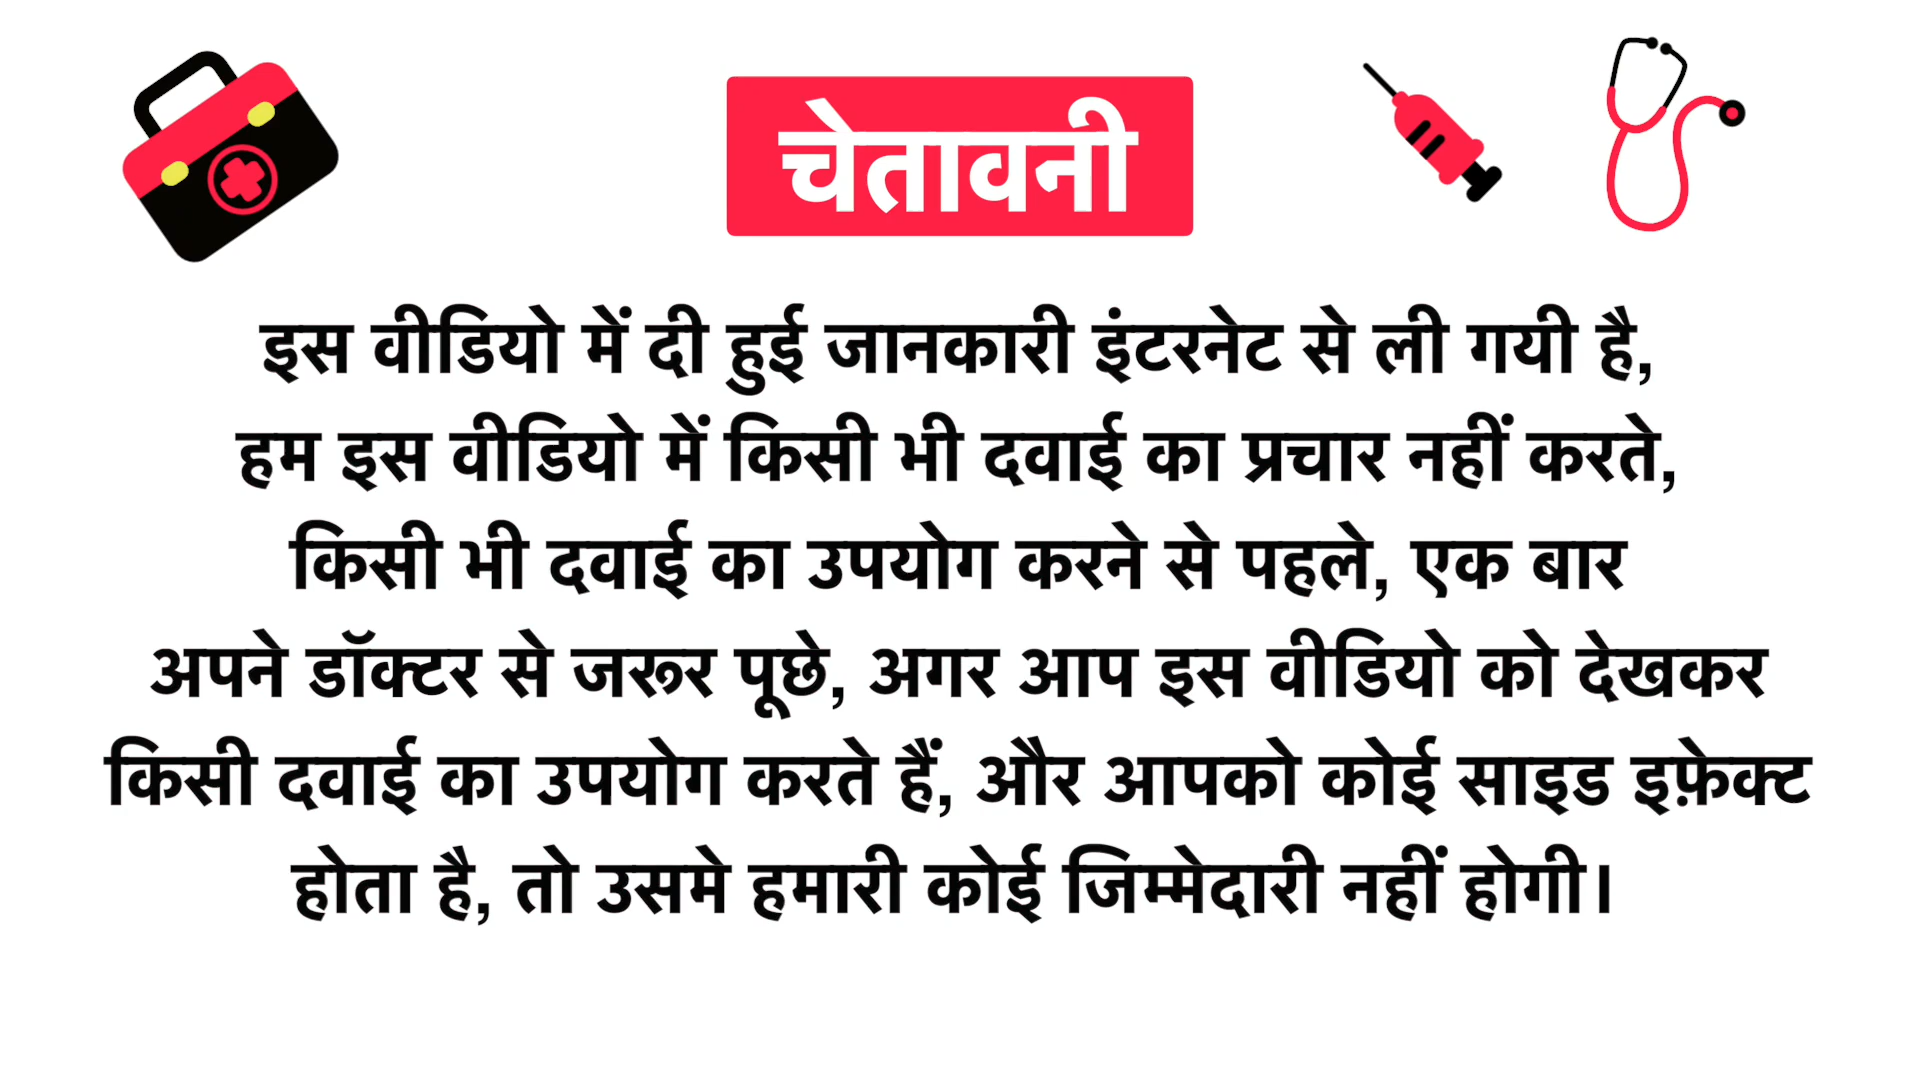 चेतावनी
इस वीडियो में दी हुई जानकारी इंटरनेट से ली गयी है,
हम इस वीडियो में किसी भी दवाई का प्रचार नहीं करते,
किसी भी दवाई का उपयोग करने से पहले, एक बार
अपने डॉक्टर से जरूर पूछे, अगर आप इस वीडियो को देखकर
किसी दवाई का उपयोग करते हैं, और आपको कोई साइड इफ़ेक्ट
होता है, तो उसमे हमारी कोई जिम्मेदारी नहीं होगी।